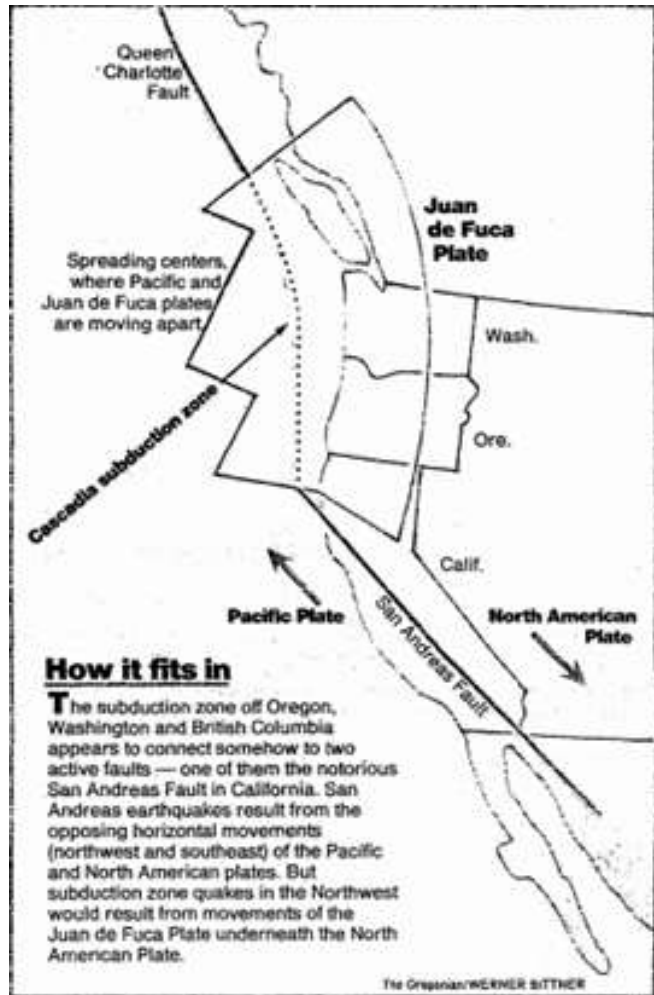 Queen
Charlotte
Fault
Juan
de Fuca
Plate
Spreading centers,
where Pacific and
Juan de Fuca plates
are moving apart.
Wash.
Cascadia subduction zone
Ore.
Calif.
Pacific Plate
San Andreas Fault
North American
Plate
How it fits in
The subduction zone off Oregon,
Washington and British Columbia
appears to connect somehow to two
active faults — one of them the notorious
San Andreas Fault in California. San
Andreas earthquakes result from the
opposing horizontal movements
(northwest and southeast) of the Pacific
and North American plates. But
subduction zone quakes in the Northwest
would result from movements of the
Juan de Fuca Plate underneath the North
American Plate.
The Oregonian/WERNER BITTNER